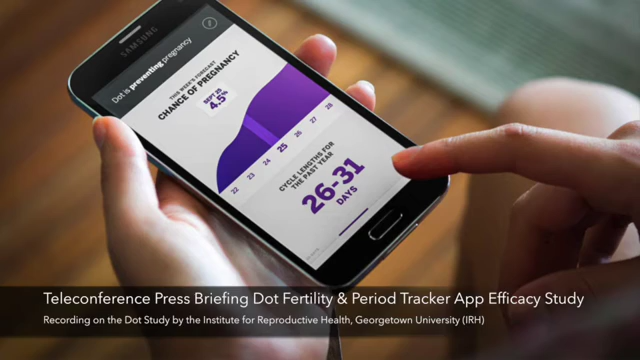 SAMSUNG
Dot is preventing pregnancy
THIS WEEK'S FORECAST
CHANCE OF PREGNANCY
SEPT 25
4.5%
22 23 24 25 26 27 28
CYCLE LENGTHS FOR
THE PAST YEAR
26-31
DAYS
Teleconference Press Briefing Dot Fertility & Period Tracker App Efficacy Study
Recording on the Dot Study by the Institute for Reproductive Health, Georgetown University (IRH)